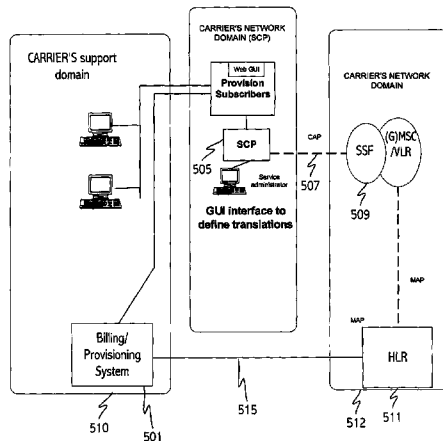 CARRIER'S support
domain
CARRIER'S NETWORK
DOMAIN (SCP)
Web GUI
Provision
Subscribers
SCP
505
Service
administrator
GUI interface to
define translations
CARRIER'S NETWORK
DOMAIN
CAP
507
SSF
(G)MSC
/VLR
509
MAP
MAP
HLR
512
511
Billing/
Provisioning
System
510
501
515